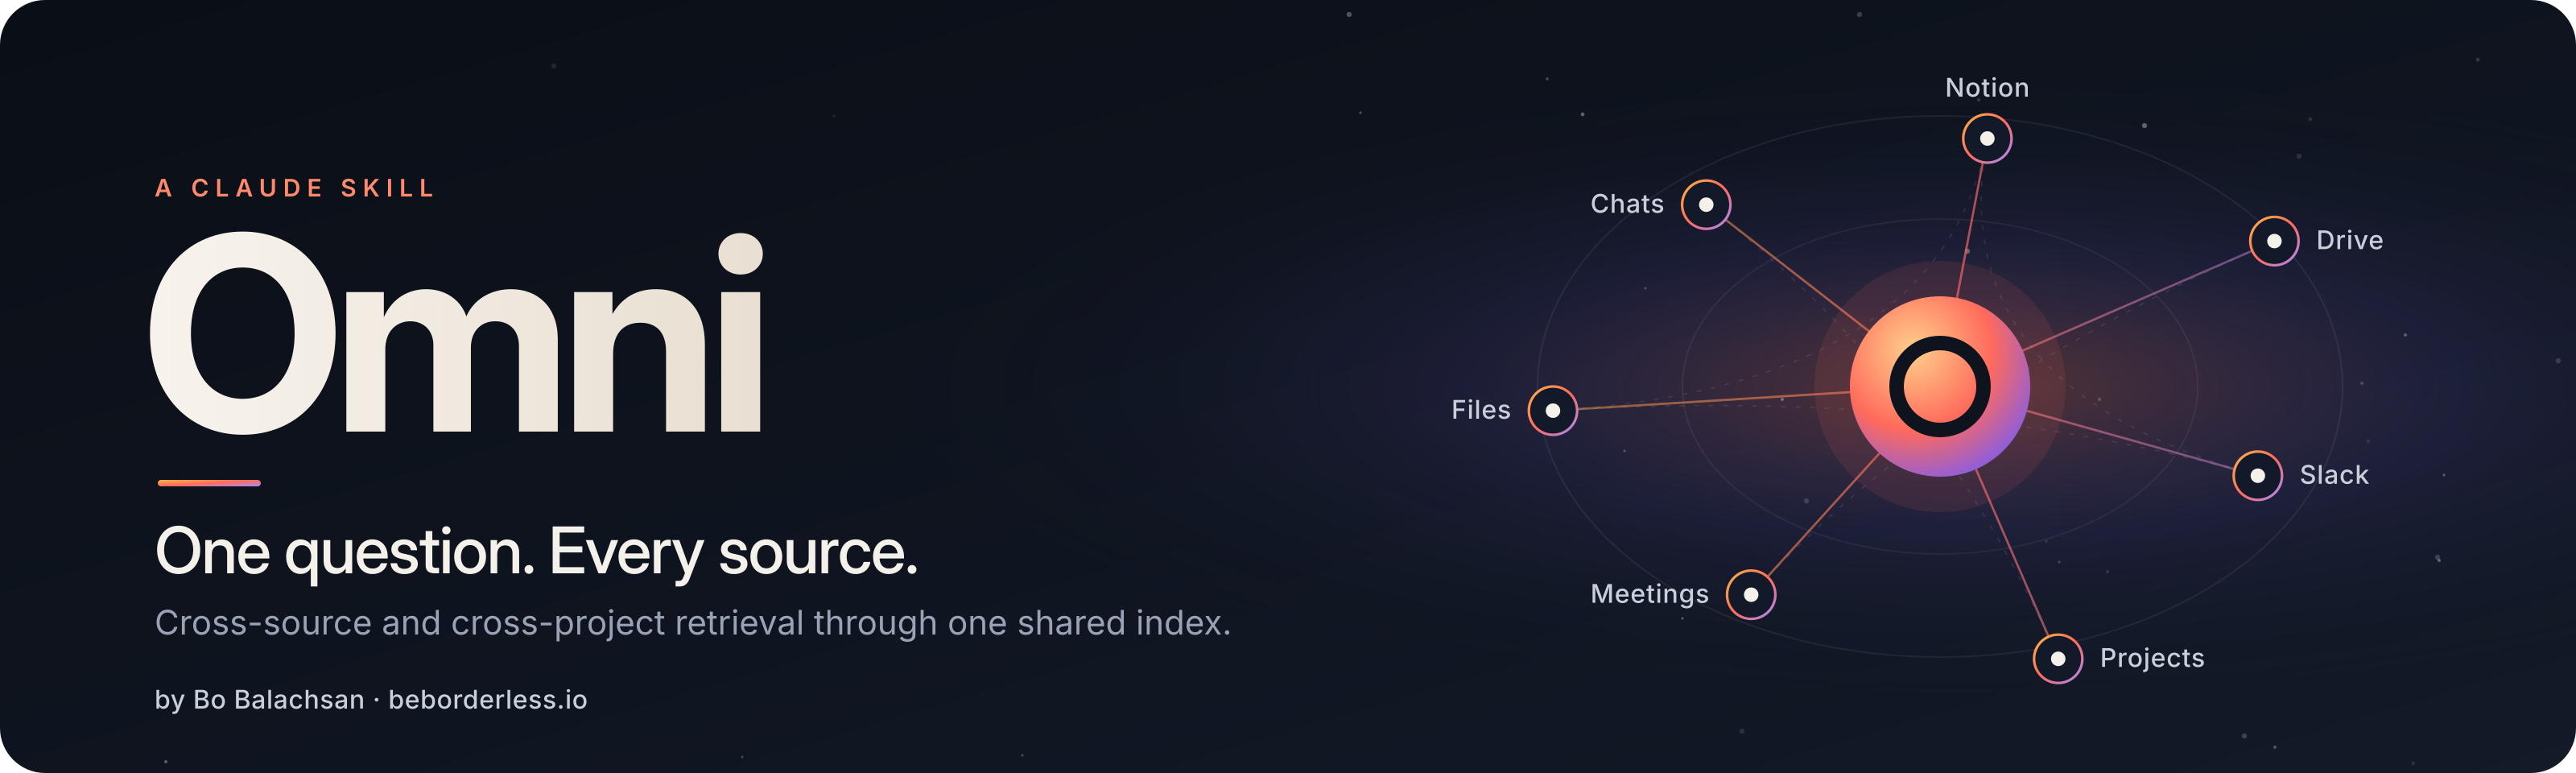 A CLAUDE SKILL
Omni
One question. Every source.
Cross-source and cross-project retrieval through one shared index.
by Bo Balachsan · beborderless.io
Notion
Chats
Drive
Files
Slack
Meetings
Projects